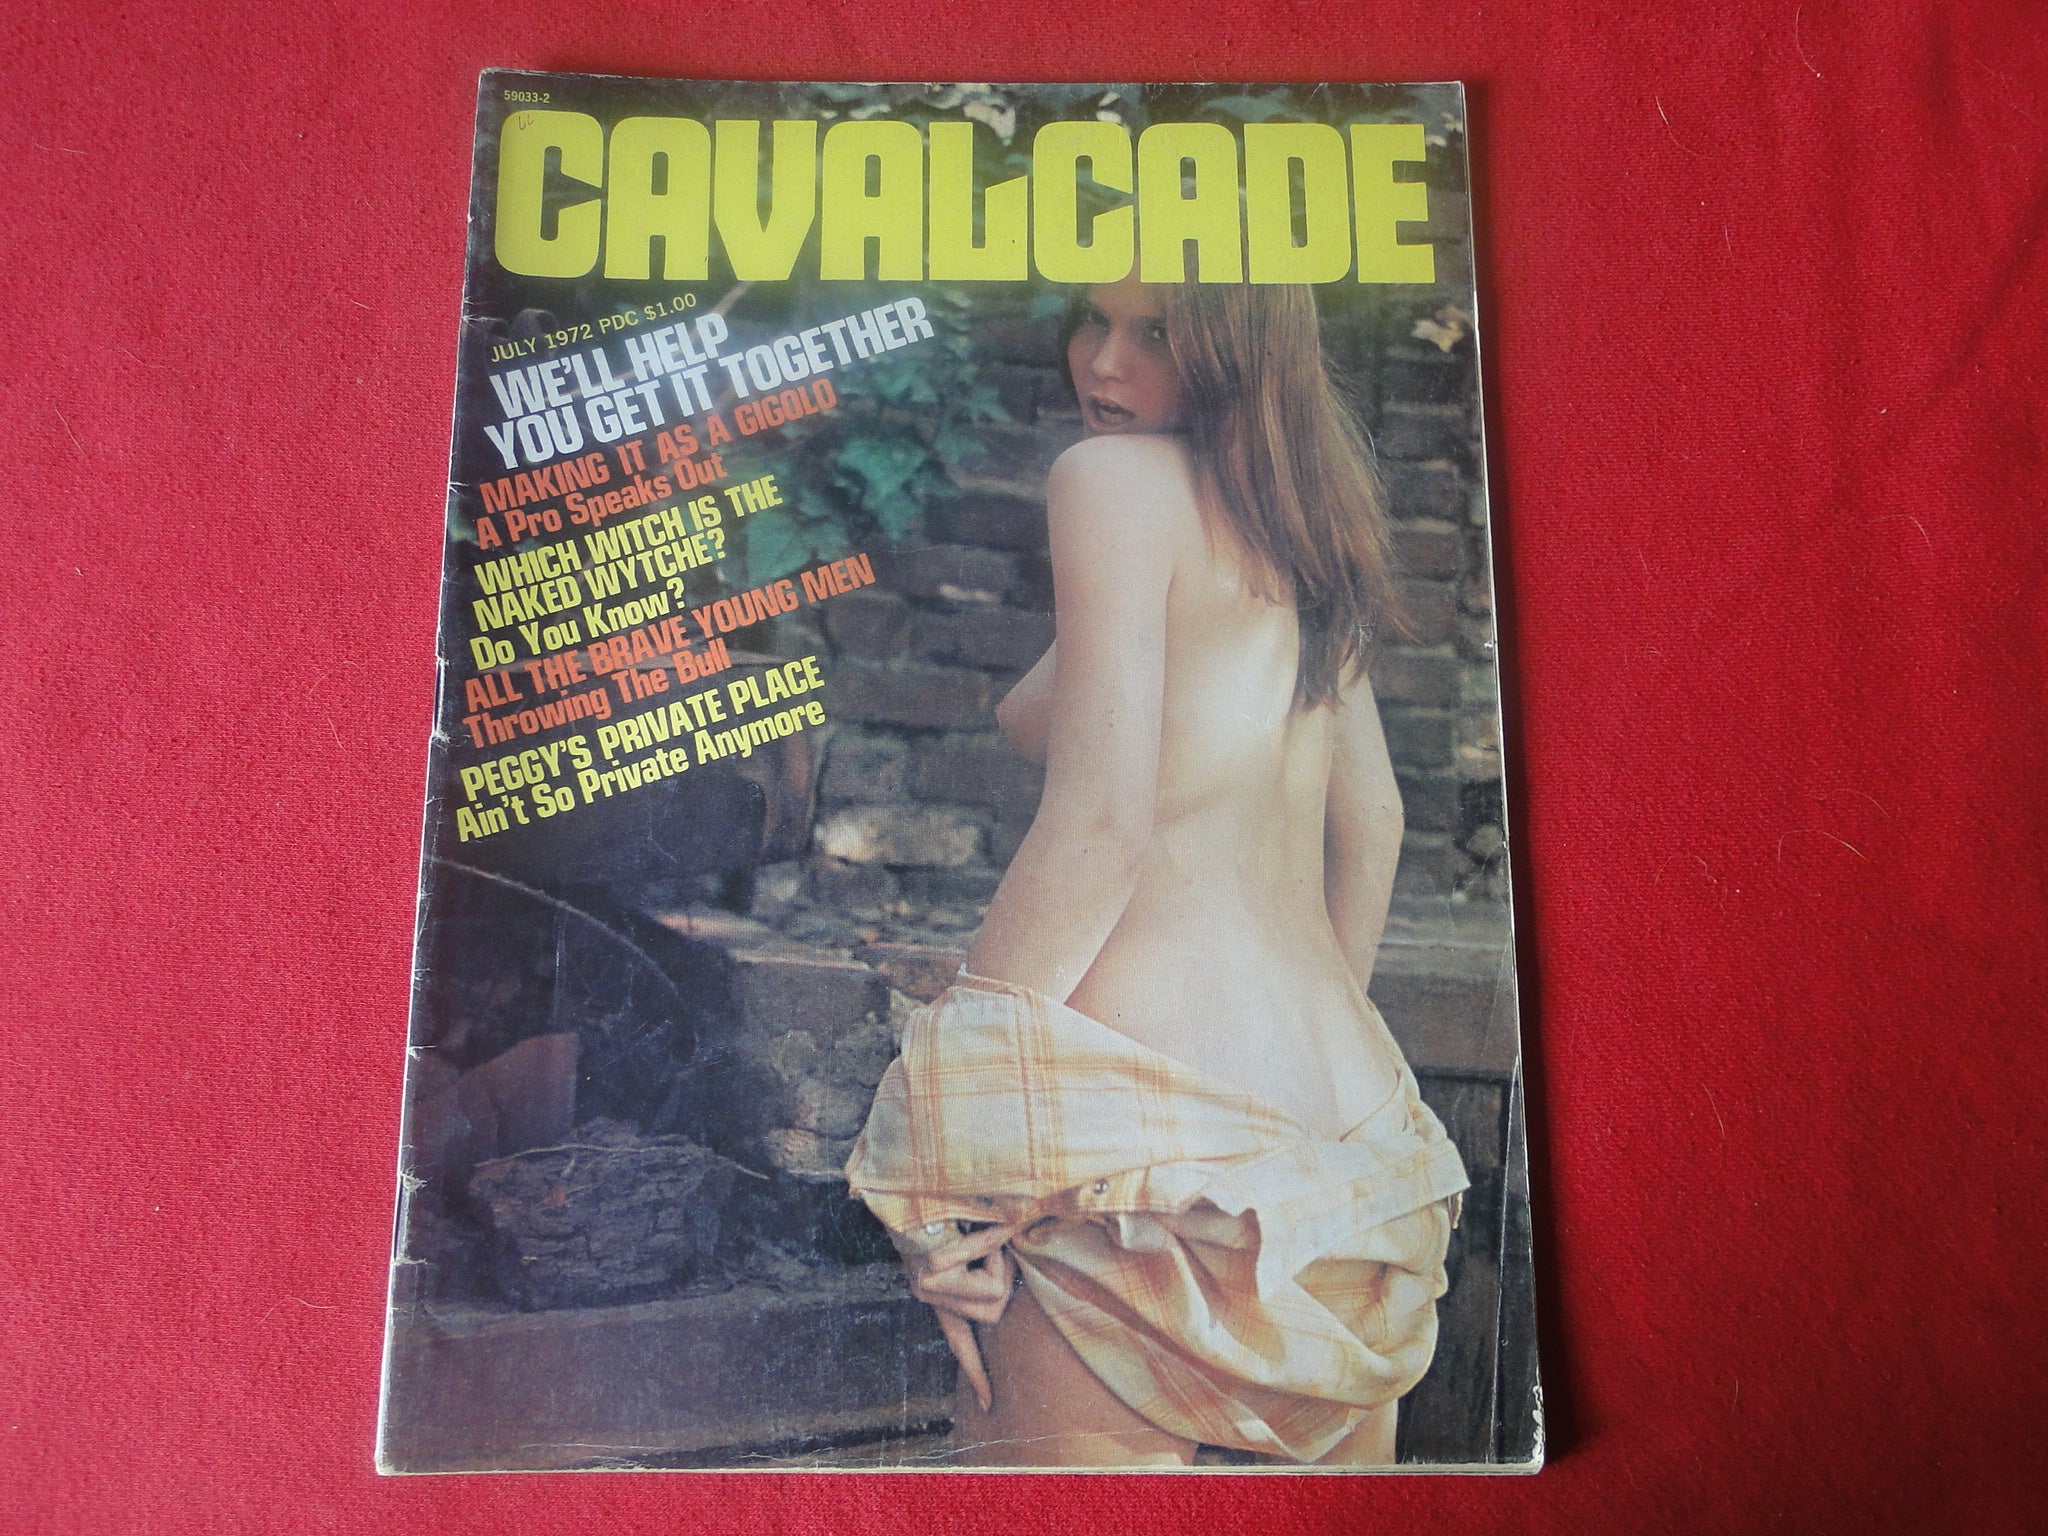 59033-2
CAVALCADE
JULY 1972 PDC $1.00
WE'LL HELP
YOU GET IT TOGETHER
MAKING IT AS A GIGOLO
A Pro Speaks Out
WHICH WITCH IS THE
NAKED WYTCHE?
Do You Know?
ALL THE BRAVE YOUNG MEN
Throwing The Bull
PEGGY'S PRIVATE PLACE
Ain't So Private Anymore